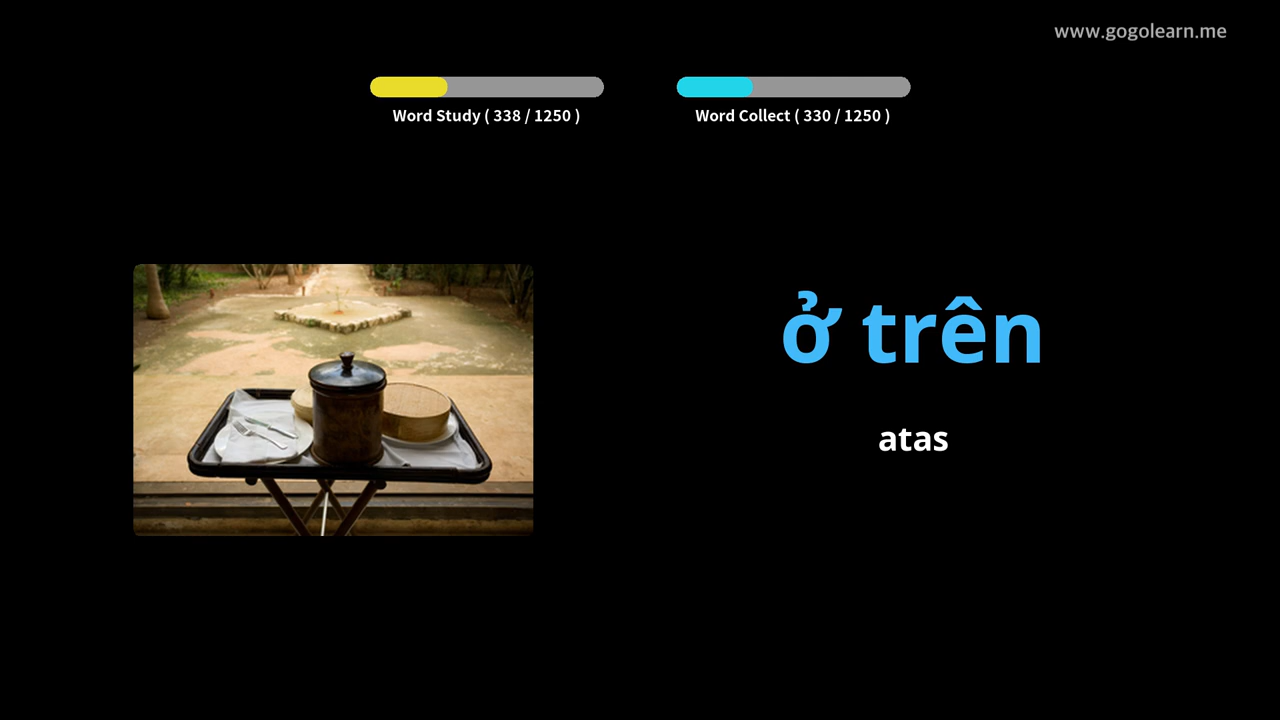 www.gogolearn.me
Word Study ( 338 / 1250 )
Word Collect ( 330 / 1250 )
ở trên
atas